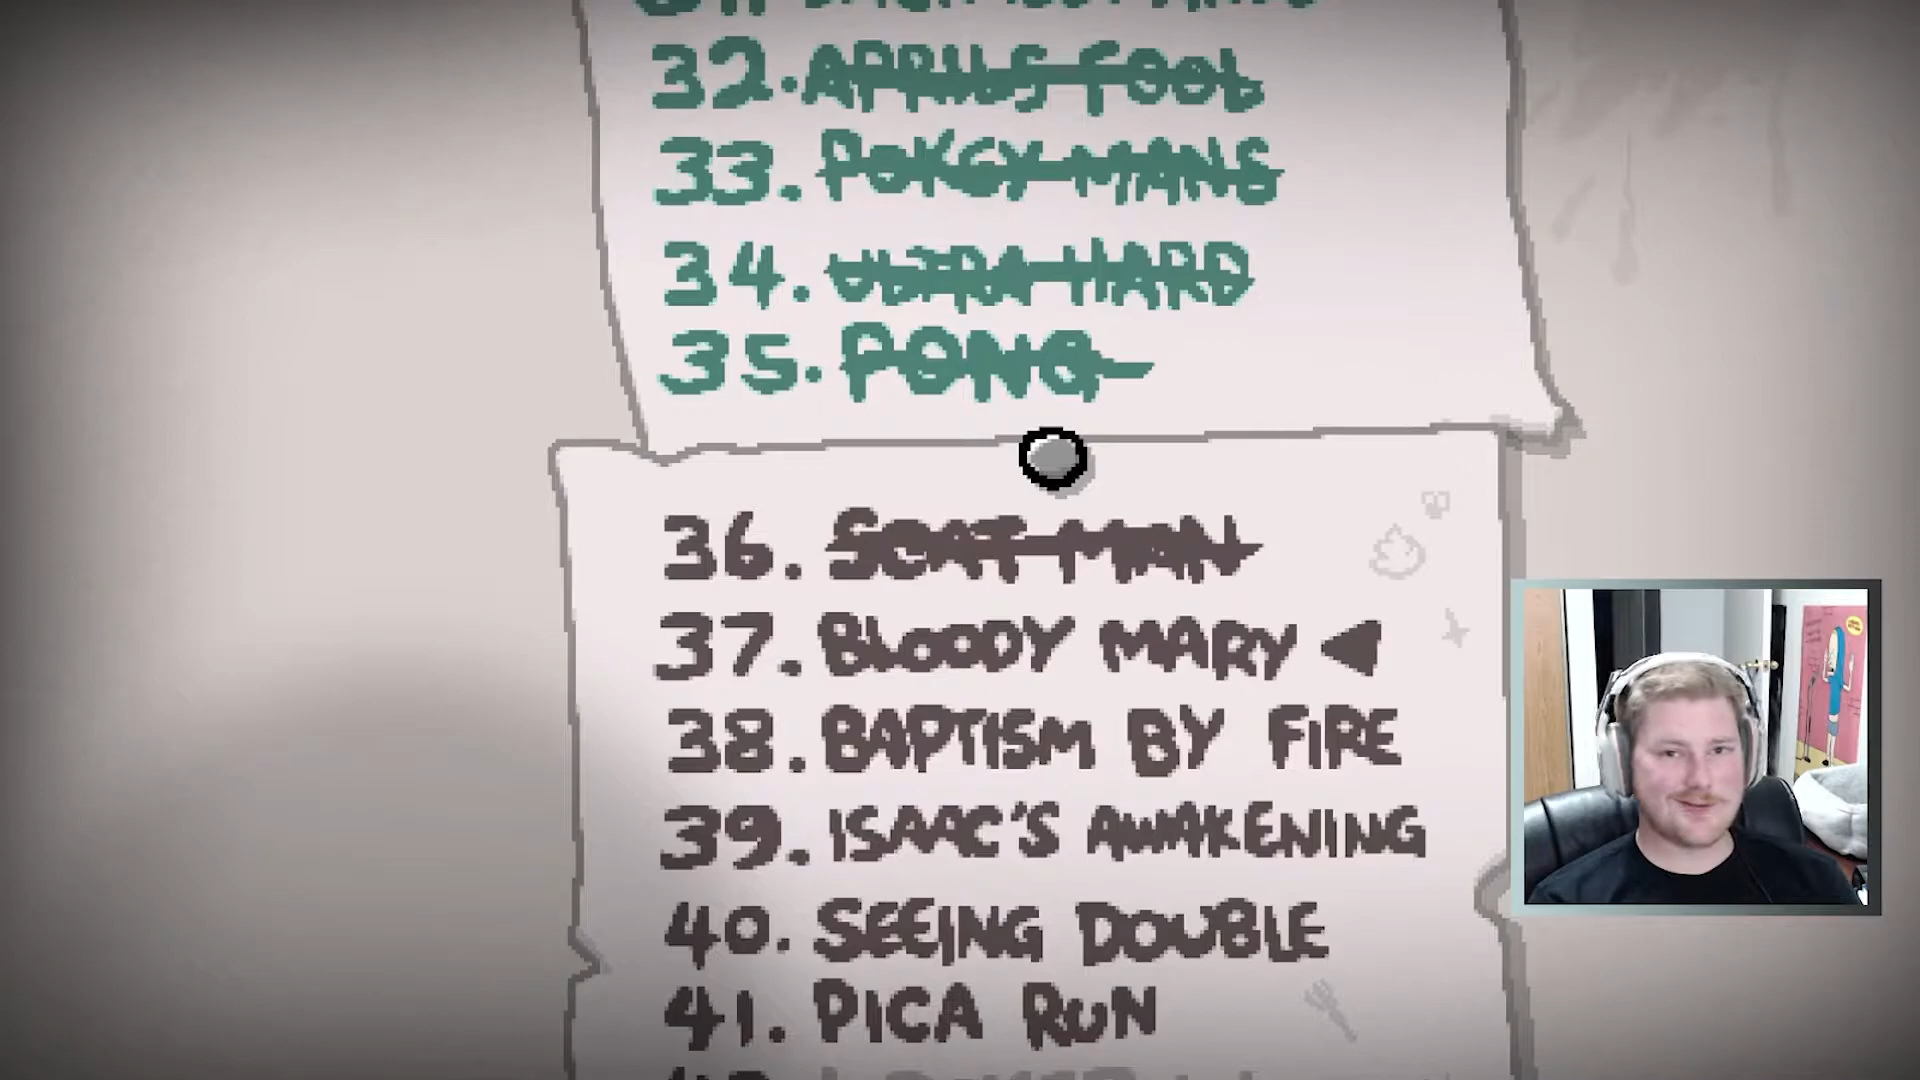 32. APRILS FOOL
33. POKEY MANS
34. ULTRA HARD
35. PONG
36. SCAT MAN
37. BLOODY MARY
38. BAPTISM BY FIRE
39. ISAAC'S AWAKENING
40. SEEING DOUBLE
41. PICA RUN